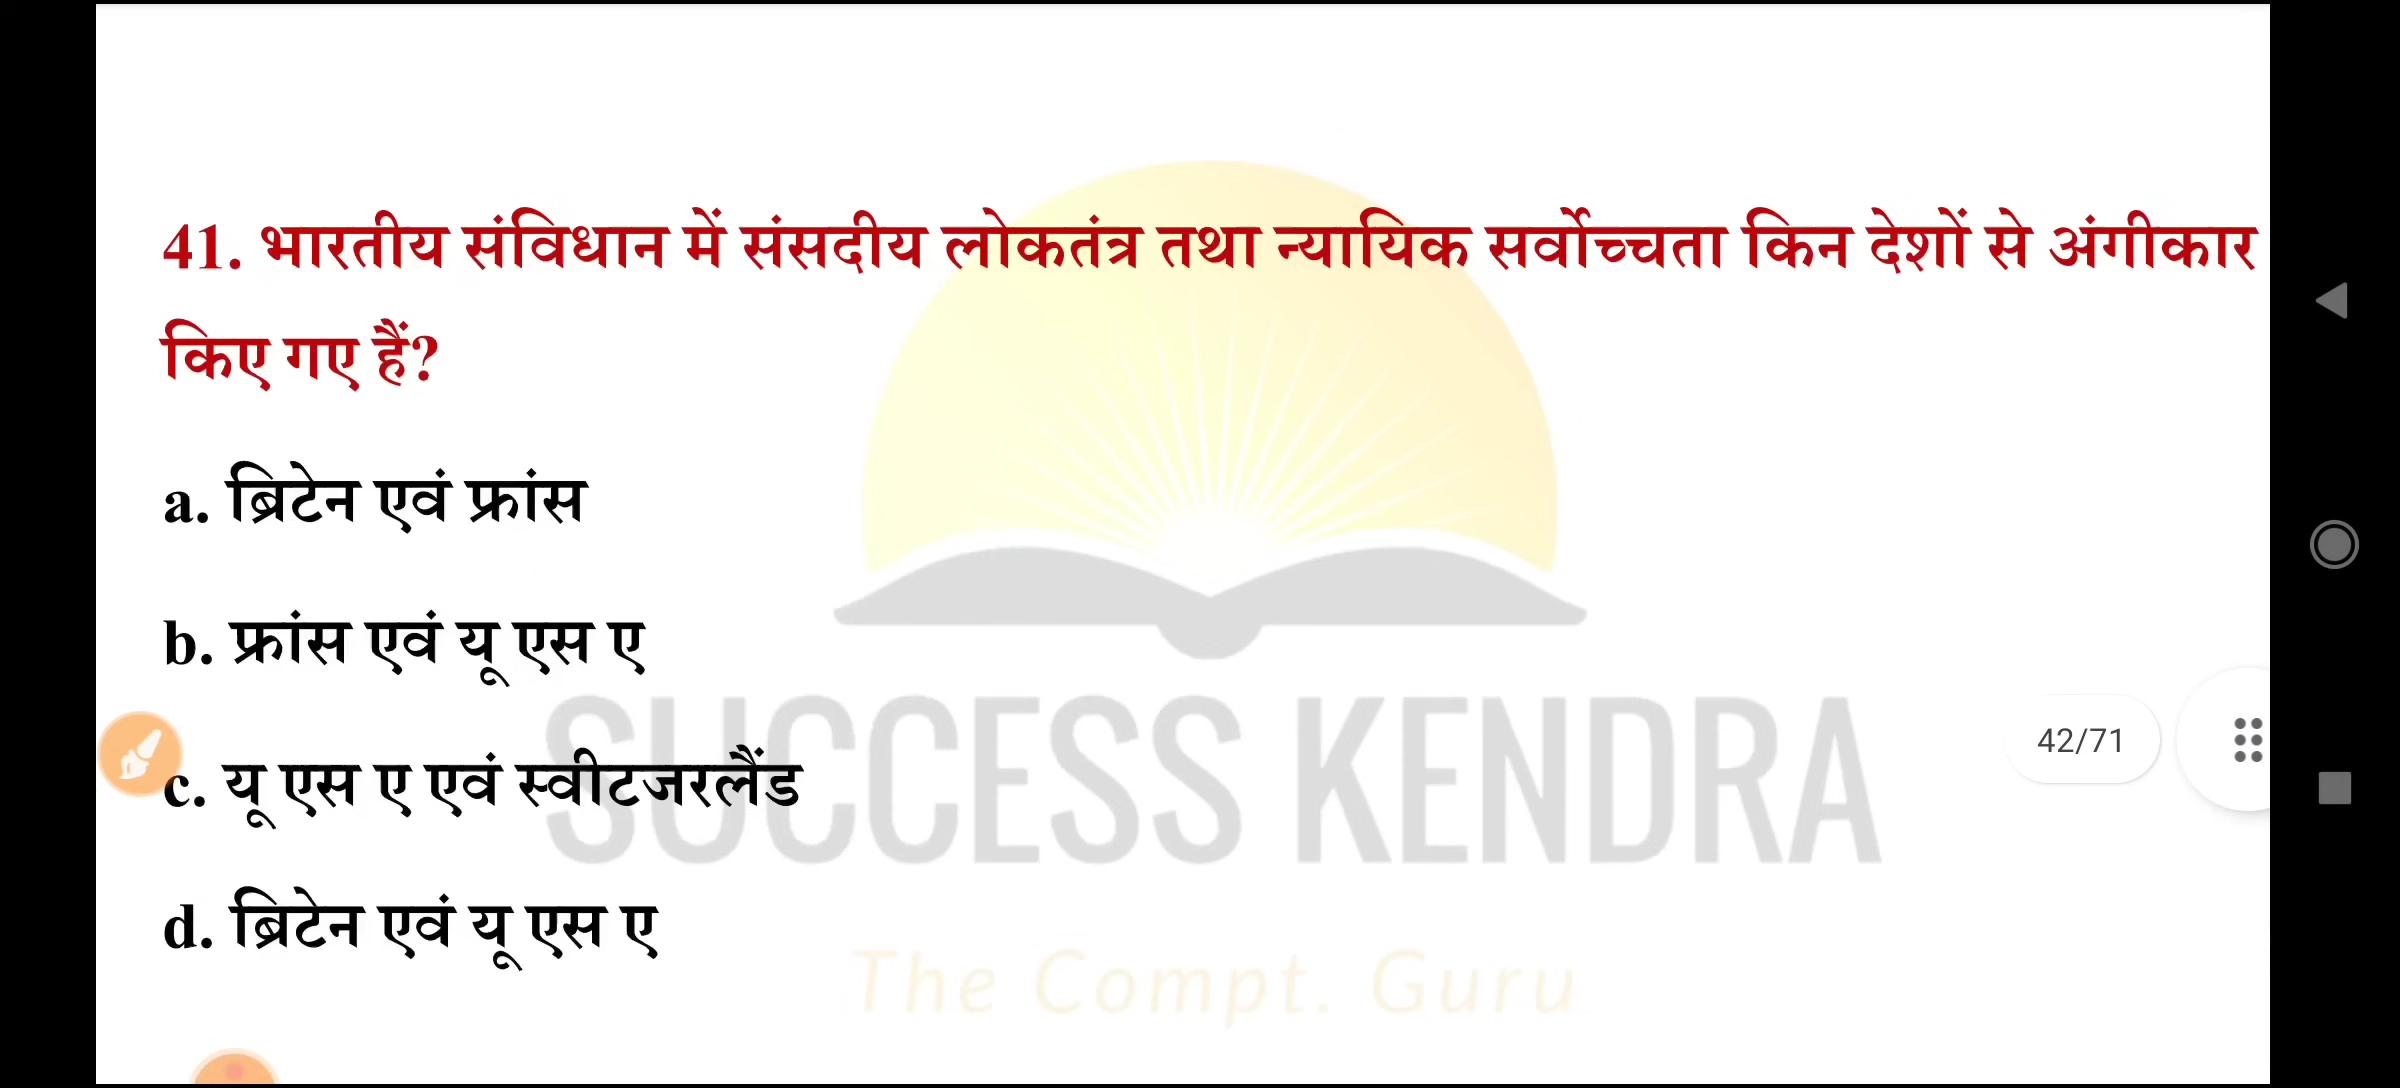 41. भारतीय संविधान में संसदीय लोकतंत्र तथा न्यायिक सर्वोच्चता किन देशों से अंगीकार
किए गए हैं?
a. ब्रिटेन एवं फ्रांस
b. फ्रांस एवं यू एस ए
c. यू एस ए एवं स्वीटजरलैंड
d. ब्रिटेन एवं यू एस ए
SUCCESS KENDRA
The Compt. Guru
42/71